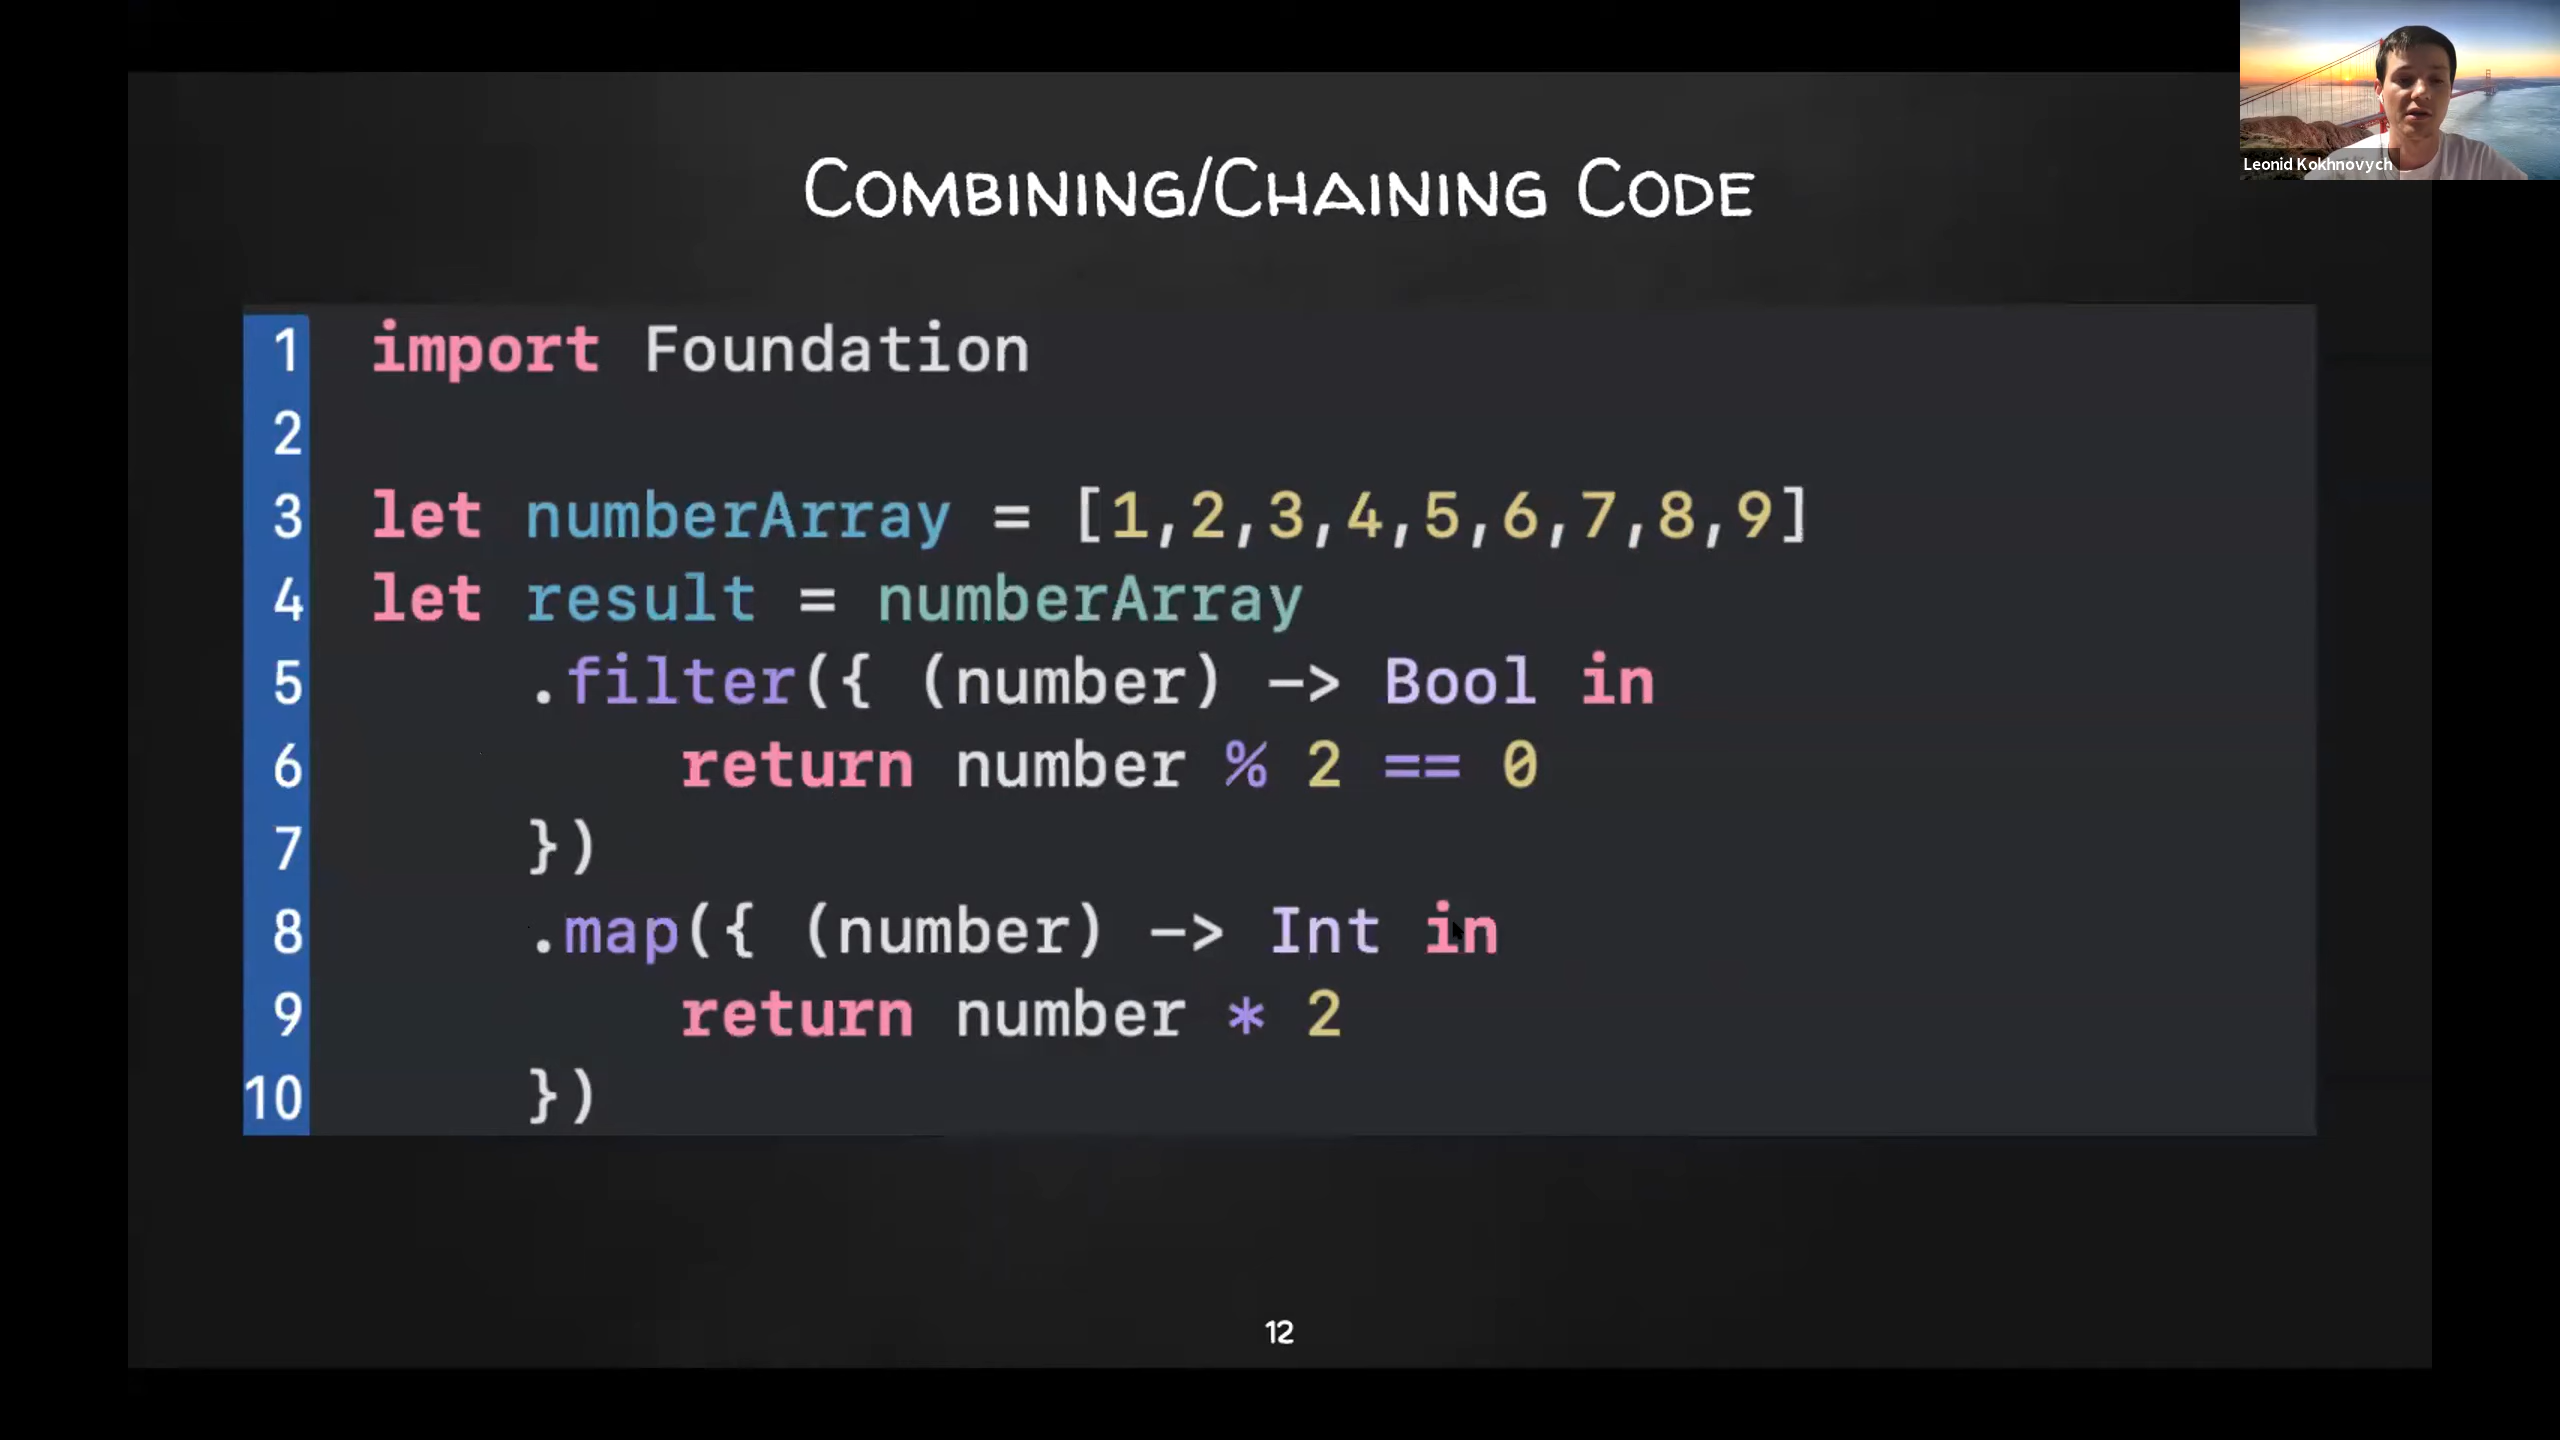 Leonid Kokhnovych
Combining/Chaining Code
1 import Foundation
2
3 let numberArray = [1,2,3,4,5,6,7,8,9]
4 let result = numberArray
5 .filter({ (number) -> Bool in
6 return number % 2 == 0
7 })
8 .map({ (number) -> Int in
9 return number * 2
10 })
12